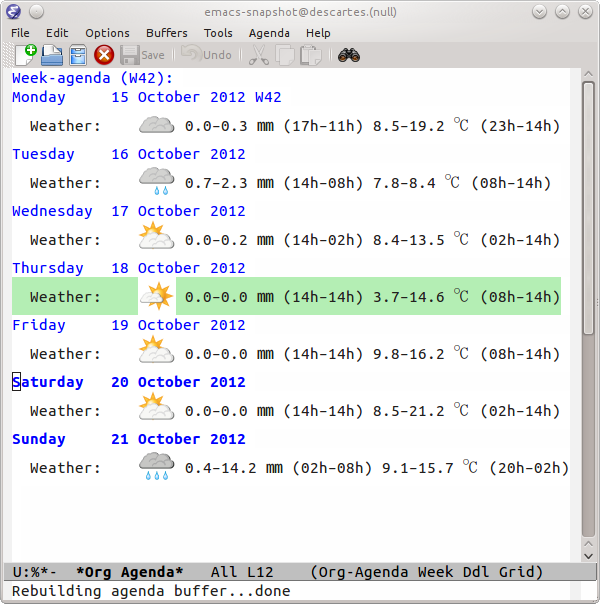 emacs-snapshot@descartes.(null)
File Edit Options Buffers Tools Agenda Help
Save Undo
Week-agenda (W42):
Monday 15 October 2012 W42
Weather: 0.0-0.3 mm (17h-11h) 8.5-19.2 ℃ (23h-14h)
Tuesday 16 October 2012
Weather: 0.7-2.3 mm (14h-08h) 7.8-8.4 ℃ (08h-14h)
Wednesday 17 October 2012
Weather: 0.0-0.2 mm (14h-02h) 8.4-13.5 ℃ (02h-14h)
Thursday 18 October 2012
Weather: 0.0-0.0 mm (14h-14h) 3.7-14.6 ℃ (08h-14h)
Friday 19 October 2012
Weather: 0.0-0.0 mm (14h-14h) 9.8-16.2 ℃ (08h-14h)
Saturday 20 October 2012
Weather: 0.0-0.0 mm (14h-14h) 8.5-21.2 ℃ (02h-14h)
Sunday 21 October 2012
Weather: 0.4-14.2 mm (02h-08h) 9.1-15.7 ℃ (20h-02h)
U:%*- *Org Agenda* All L12 (Org-Agenda Week Ddl Grid)
Rebuilding agenda buffer...done